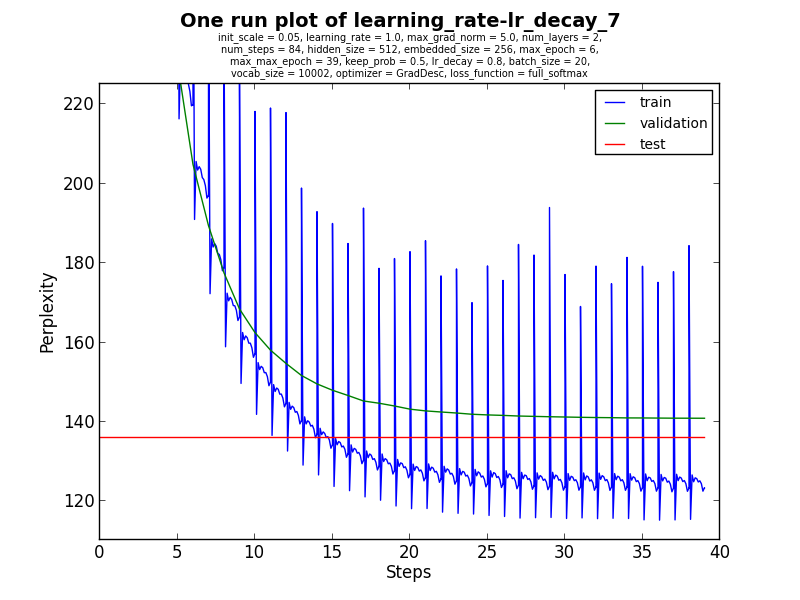 One run plot of learning_rate-lr_decay_7
init_scale = 0.05, learning_rate = 1.0, max_grad_norm = 5.0, num_layers = 2,
num_steps = 84, hidden_size = 512, embedded_size = 256, max_epoch = 6,
max_max_epoch = 39, keep_prob = 0.5, lr_decay = 0.8, batch_size = 20,
vocab_size = 10002, optimizer = GradDesc, loss_function = full_softmax
train
validation
test
220
200
180
160
140
120
Perplexity
0 5 10 15 20 25 30 35 40
Steps